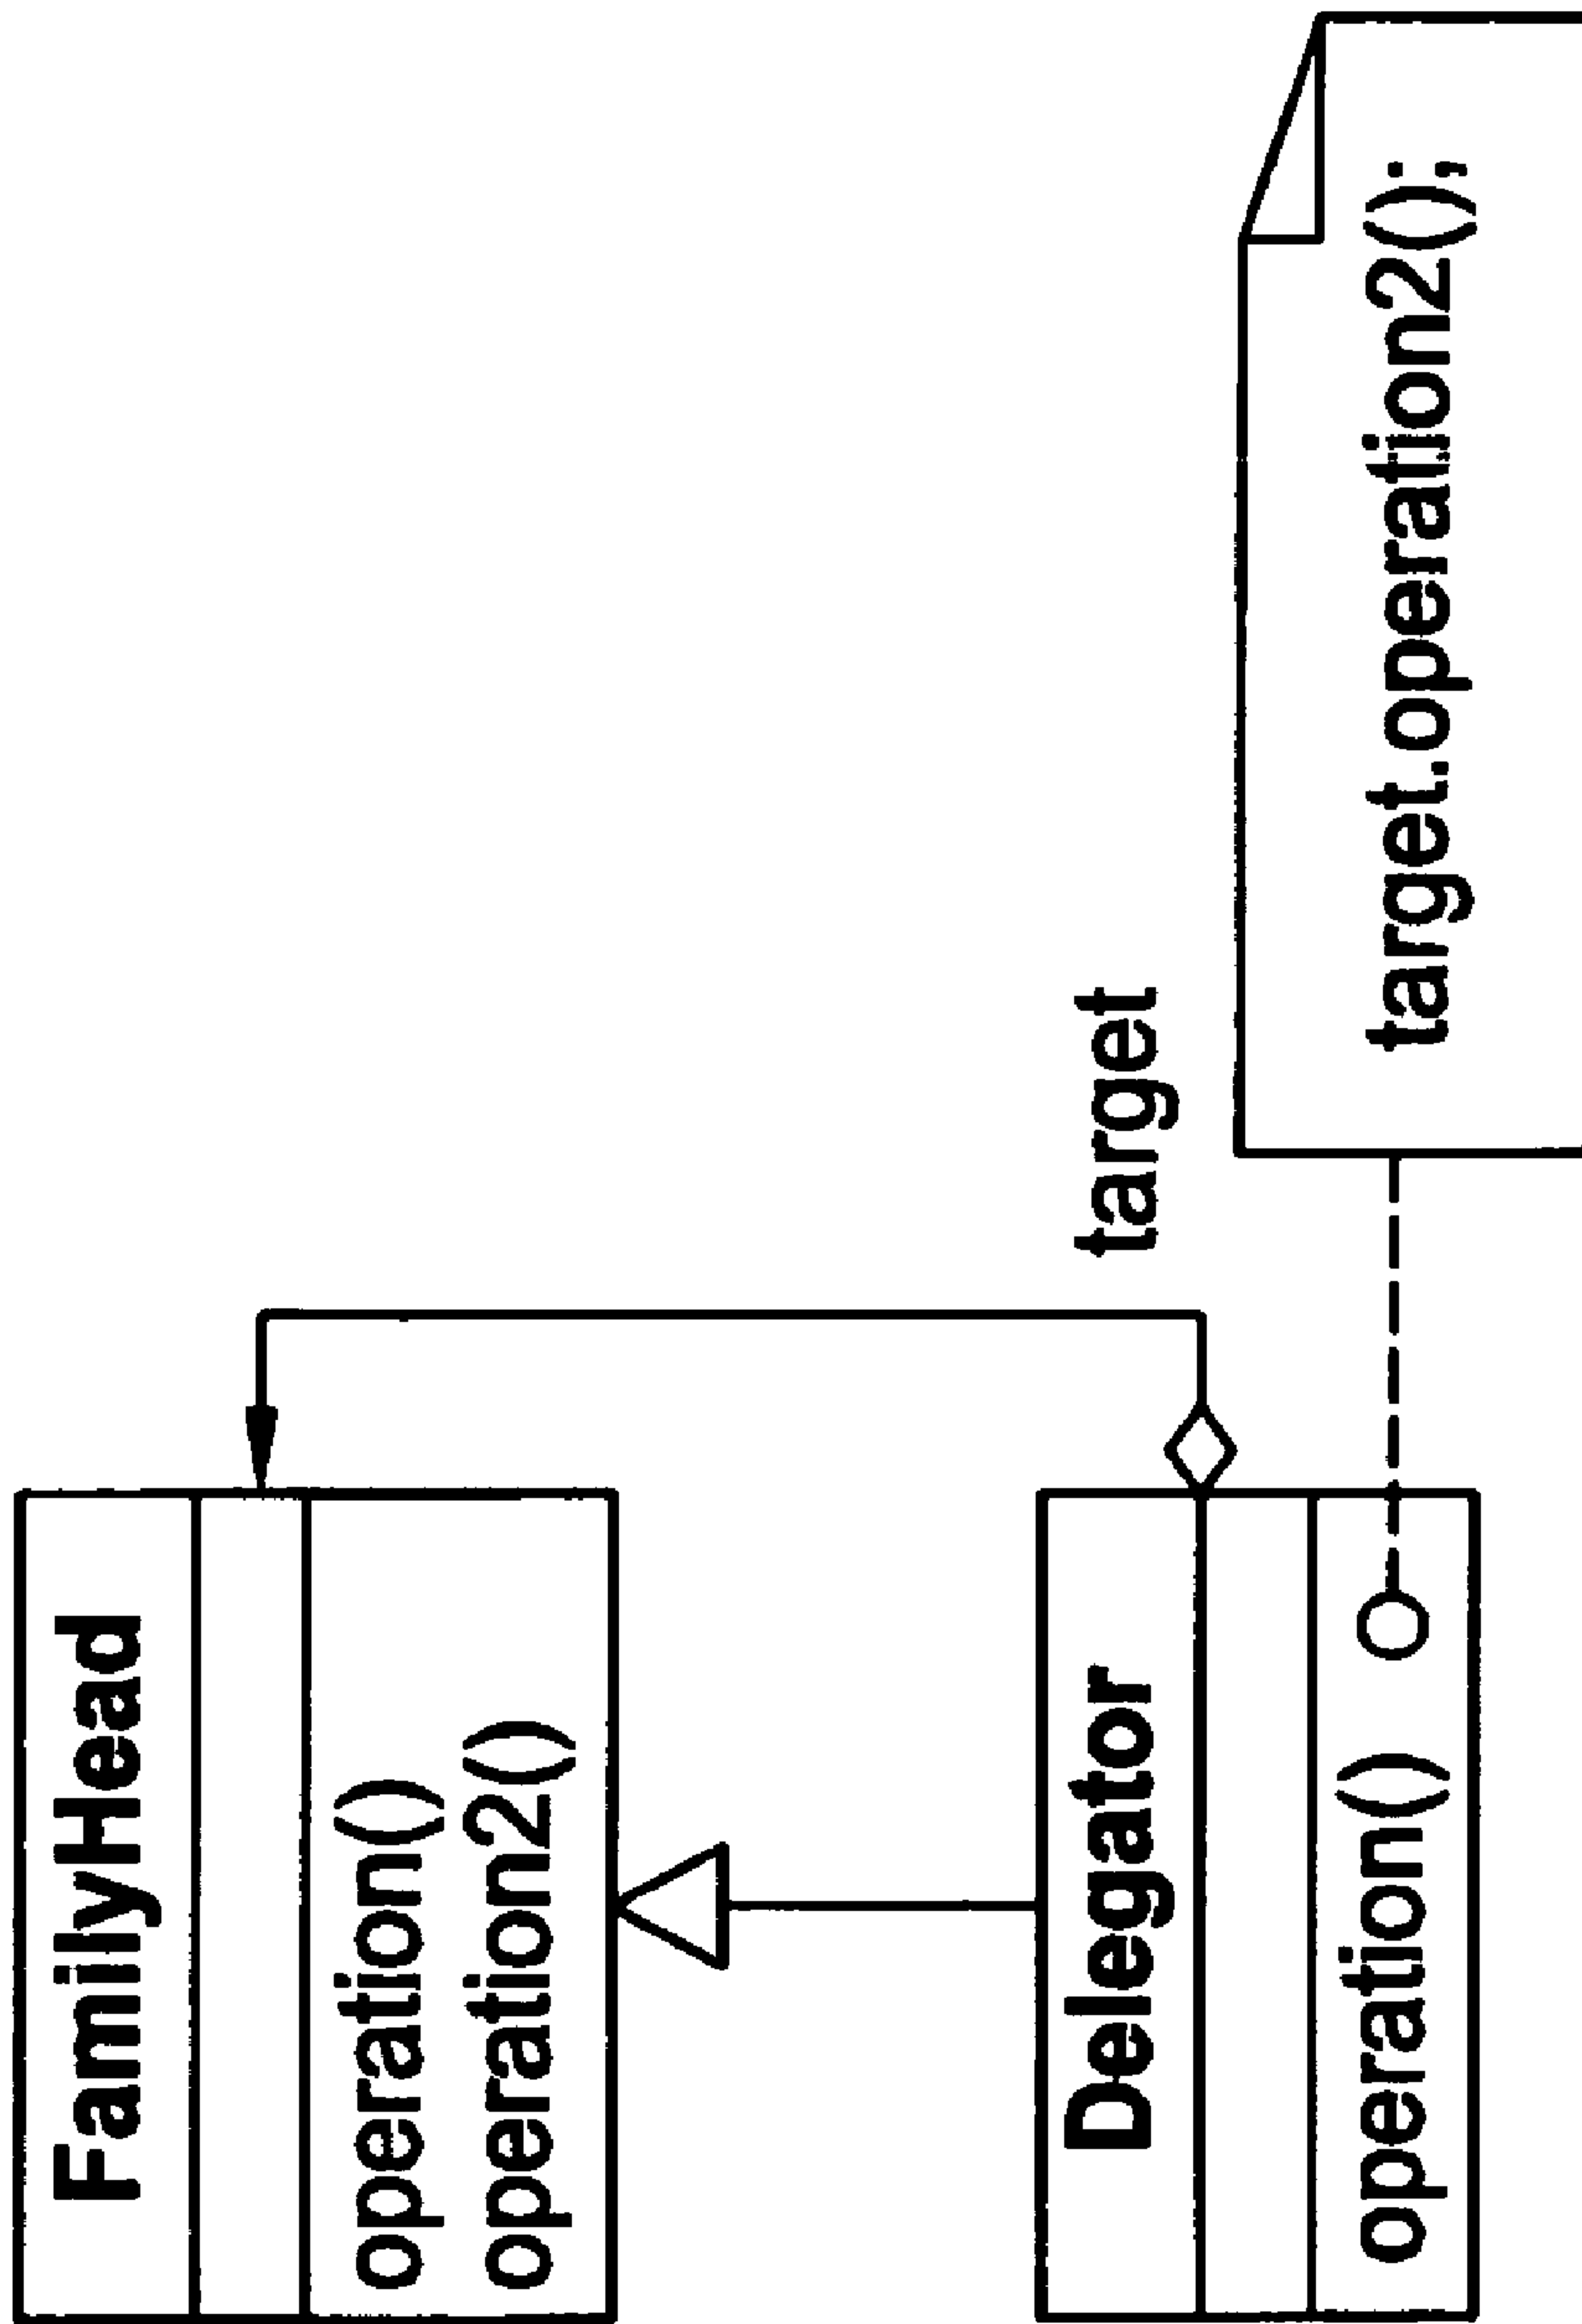 FamilyHead
operation()
operation2()
Delegator
target
operation()
target.operation2();